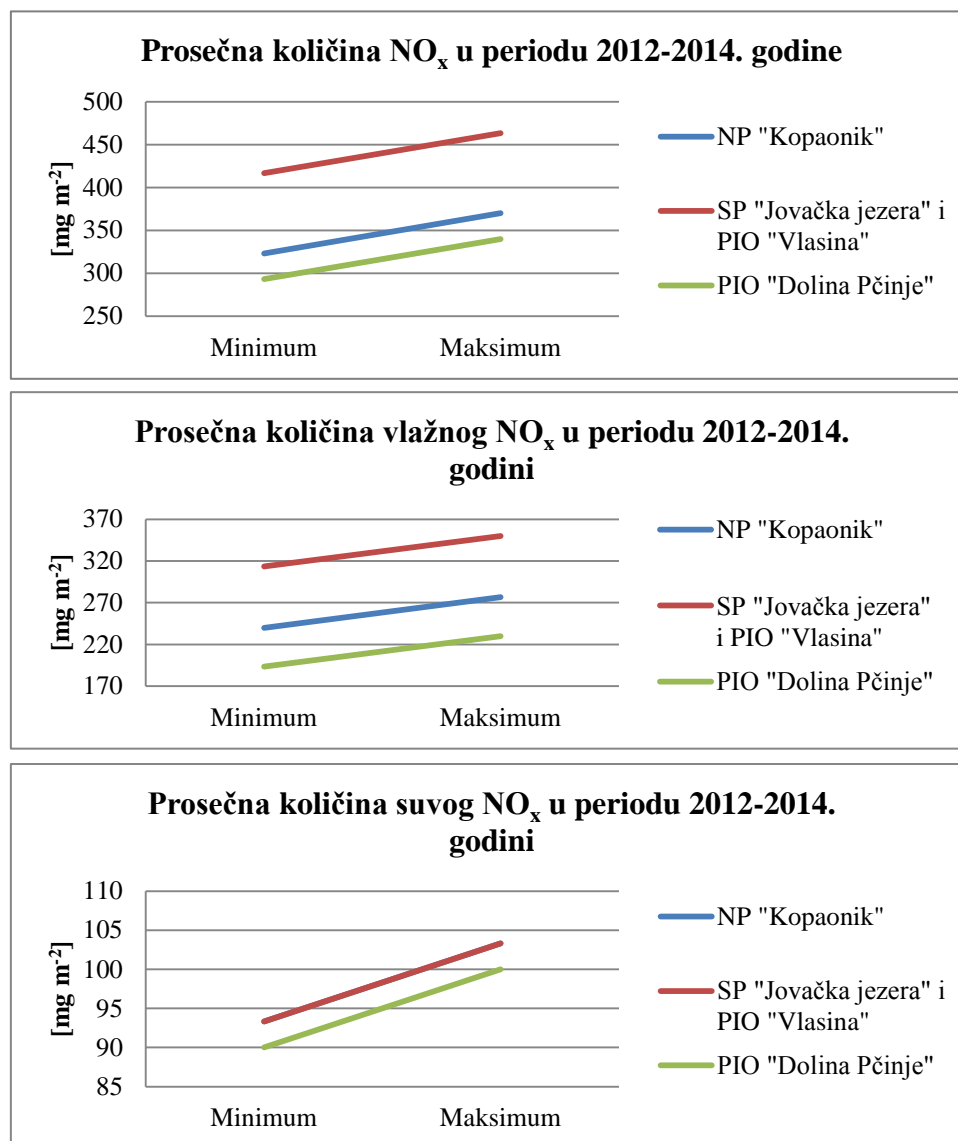 Prosečna količina NOx u periodu 2012-2014. godine
500
450
400
350
300
250
[mg m-2]
Minimum
Maksimum
NP "Kopaonik"
SP "Jovačka jezera" i
PIO "Vlasina"
PIO "Dolina Pčinje"
Prosečna količina vlažnog NOx u periodu 2012-2014.
godini
370
320
270
220
170
[mg m-2]
Minimum
Maksimum
NP "Kopaonik"
SP "Jovačka jezera"
i PIO "Vlasina"
PIO "Dolina Pčinje"
Prosečna količina suvog NOx u periodu 2012-2014.
godini
110
105
100
95
90
85
[mg m-2]
Minimum
Maksimum
NP "Kopaonik"
SP "Jovačka jezera" i
PIO "Vlasina"
PIO "Dolina Pčinje"